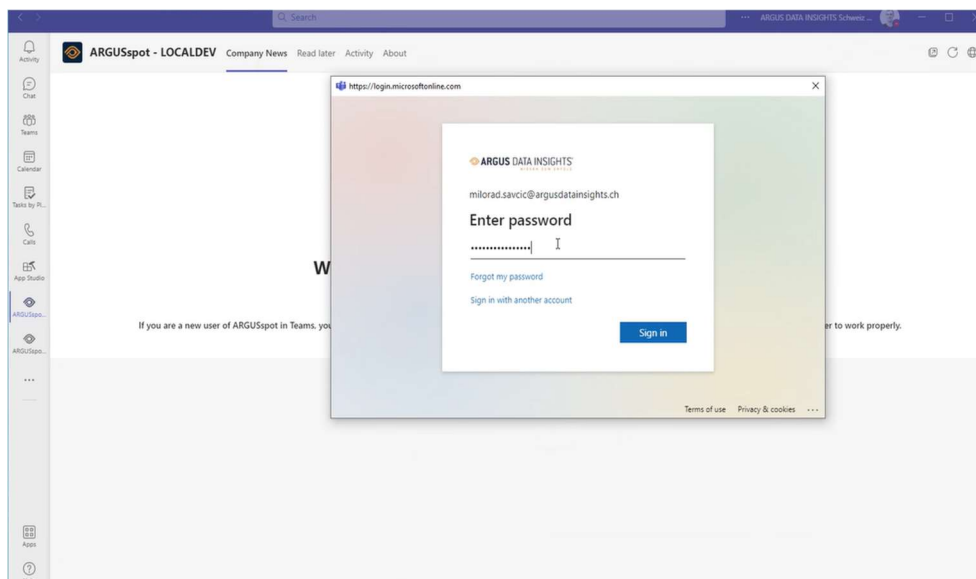 Search
ARGUS DATA INSIGHTS Schweiz ...
Activity
Chat
Teams
Calendar
Tasks by Pl...
Calls
App Studio
ARGUSspo...
ARGUSspo...
Apps
ARGUSspot - LOCALDEV Company News Read later Activity About
https://login.microsoftonline.com
ARGUS DATA INSIGHTS
milorad.savcic@argusdatainsights.ch
Enter password
Forgot my password
Sign in with another account
Sign in
Terms of use Privacy & cookies
W
If you are a new user of ARGUSspot in Teams, you
er to work properly.